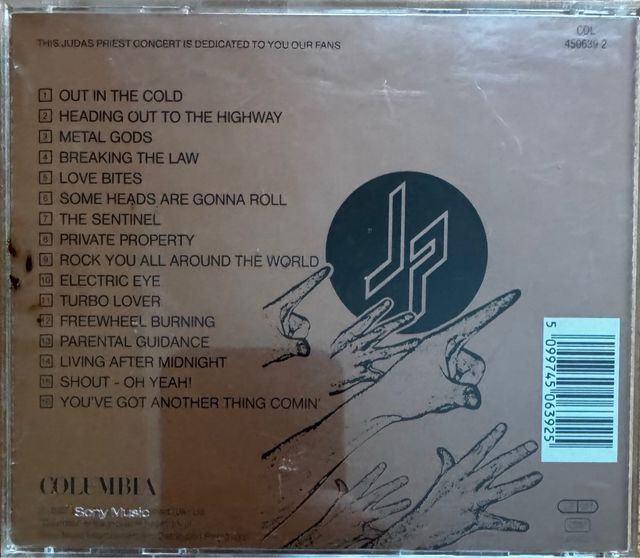 THIS JUDAS PRIEST CONCERT IS DEDICATED TO YOU OUR FANS
CDL
450639 2
1 OUT IN THE COLD
2 HEADING OUT TO THE HIGHWAY
3 METAL GODS
4 BREAKING THE LAW
5 LOVE BITES
6 SOME HEADS ARE GONNA ROLL
7 THE SENTINEL
8 PRIVATE PROPERTY
9 ROCK YOU ALL AROUND THE WORLD
10 ELECTRIC EYE
11 TURBO LOVER
12 FREEWHEEL BURNING
13 PARENTAL GUIDANCE
14 LIVING AFTER MIDNIGHT
15 SHOUT - OH YEAH!
16 YOU'VE GOT ANOTHER THING COMIN'
JP
5 099745 063925
COLUMBIA
Sony Music